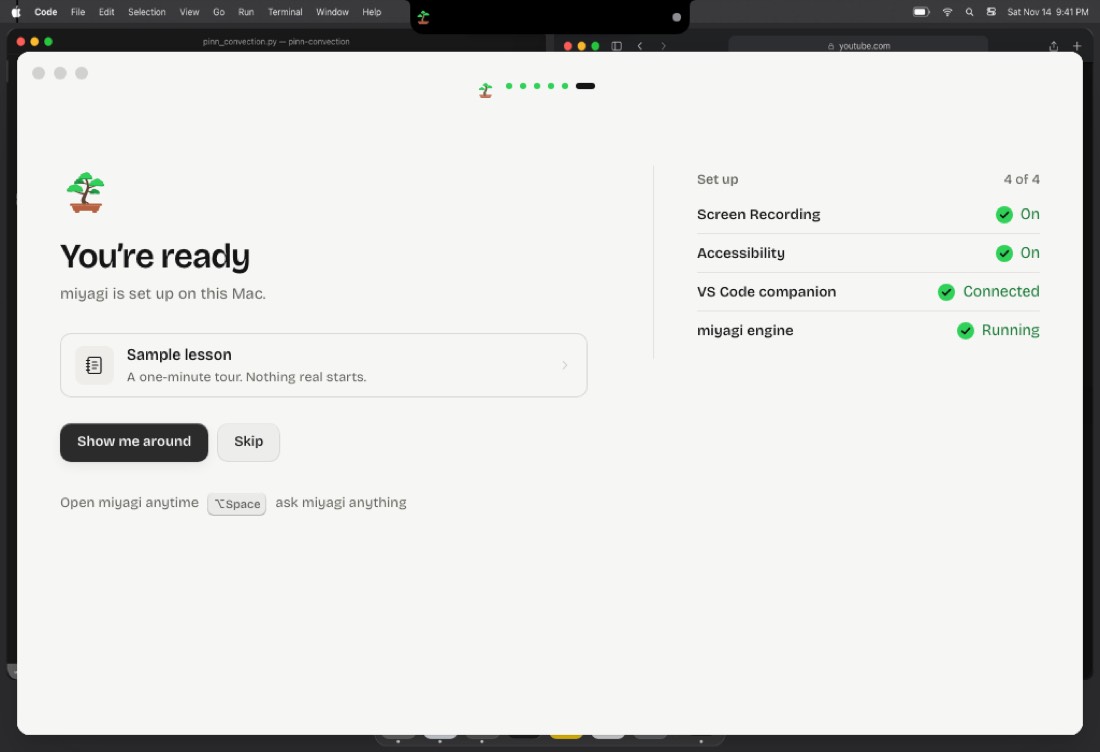 Code File Edit Selection View Go Run Terminal Window Help
Sat Nov 14 9:41 PM
pinn_convection.py — pinn-convection
youtube.com
You're ready
miyagi is set up on this Mac.
Sample lesson
A one-minute tour. Nothing real starts.
Show me around
Skip
Open miyagi anytime ⌥Space ask miyagi anything
Set up 4 of 4
Screen Recording On
Accessibility On
VS Code companion Connected
miyagi engine Running